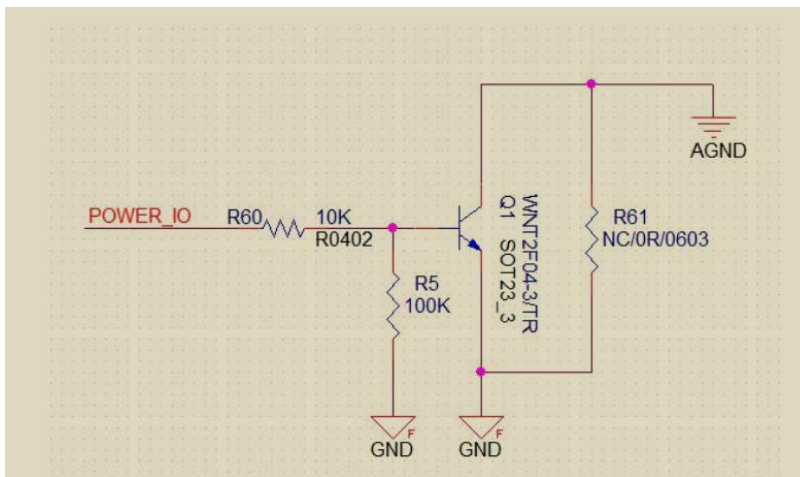 AGND
POWER_IO
R60
10K
R0402
WNT2F04-3/TR
Q1
SOT23_3
R61
NC/0R/0603
R5
100K
F
GND
F
GND